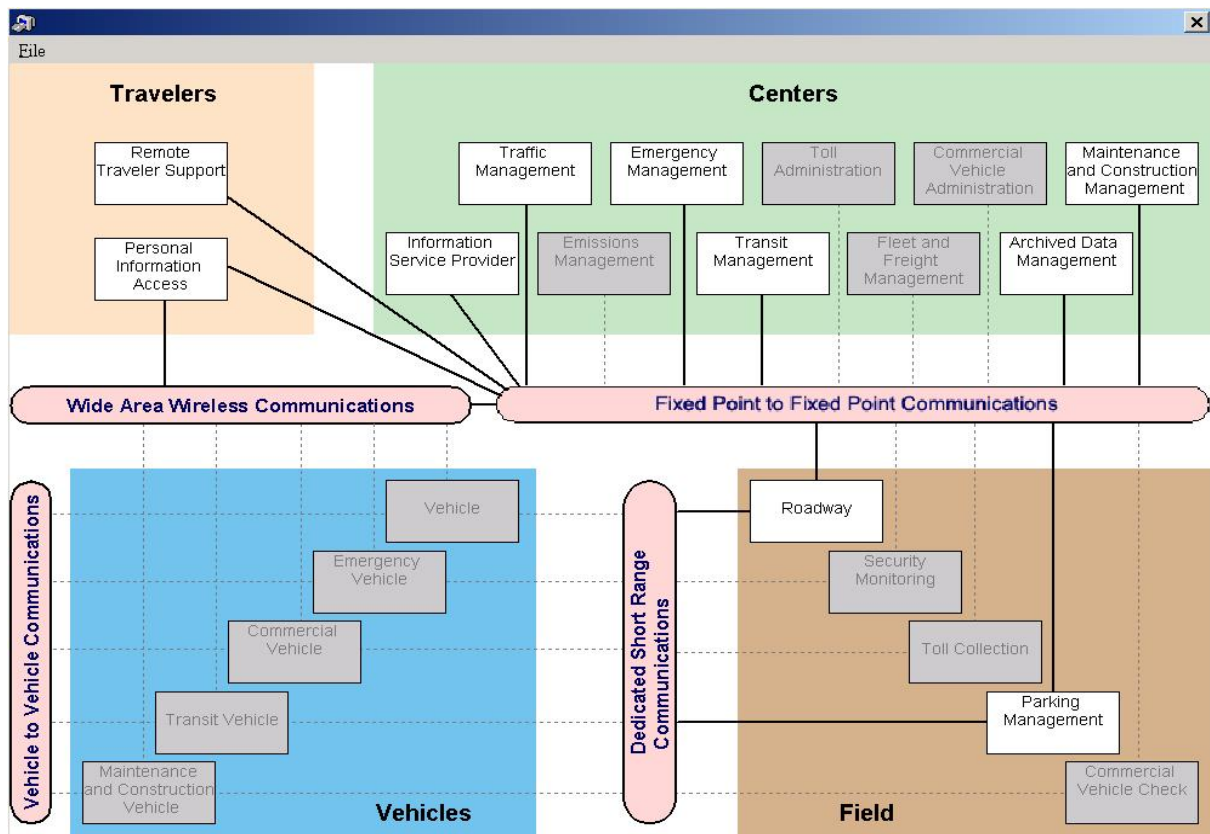 File
Travelers
Centers
Remote
Traveler Support
Traffic
Management
Emergency
Management
Toll
Administration
Commercial
Vehicle
Administration
Maintenance
and Construction
Management
Personal
Information
Access
Information
Service Provider
Emissions
Management
Transit
Management
Fleet and
Freight
Management
Archived Data
Management
Wide Area Wireless Communications
Fixed Point to Fixed Point Communications
Vehicle to Vehicle Communications
Vehicle
Emergency
Vehicle
Commercial
Vehicle
Transit Vehicle
Maintenance
and Construction
Vehicle
Vehicles
Dedicated Short Range
Communications
Roadway
Security
Monitoring
Toll Collection
Parking
Management
Commercial
Vehicle Check
Field